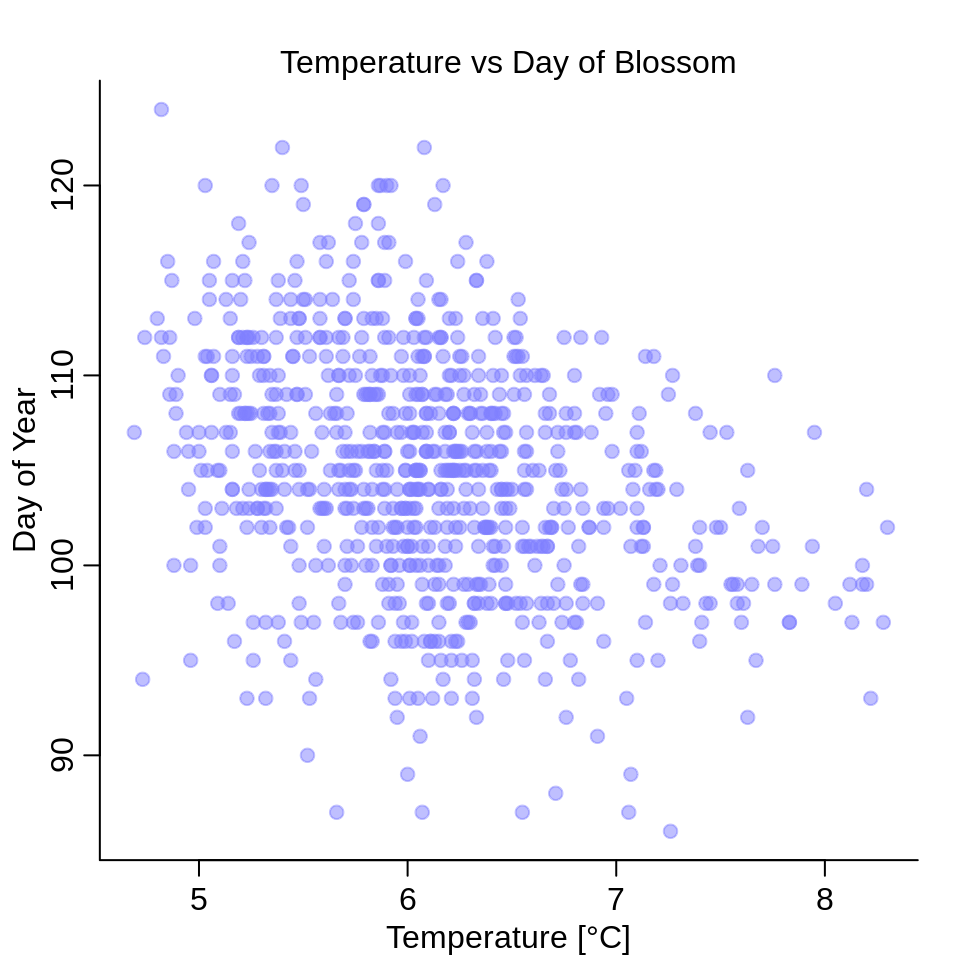 Temperature vs Day of Blossom
Day of Year
120
110
100
90
5 6 7 8
Temperature [°C]